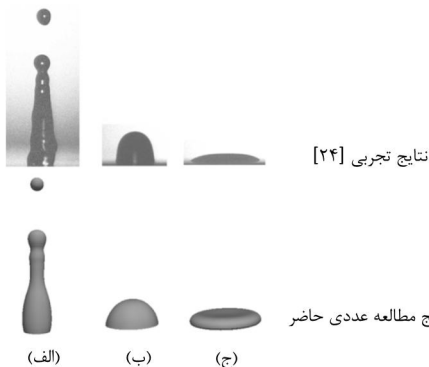 نتایج تجربی [۲۴]
مطالعه عددی حاضر
(الف) (ب) (ج)